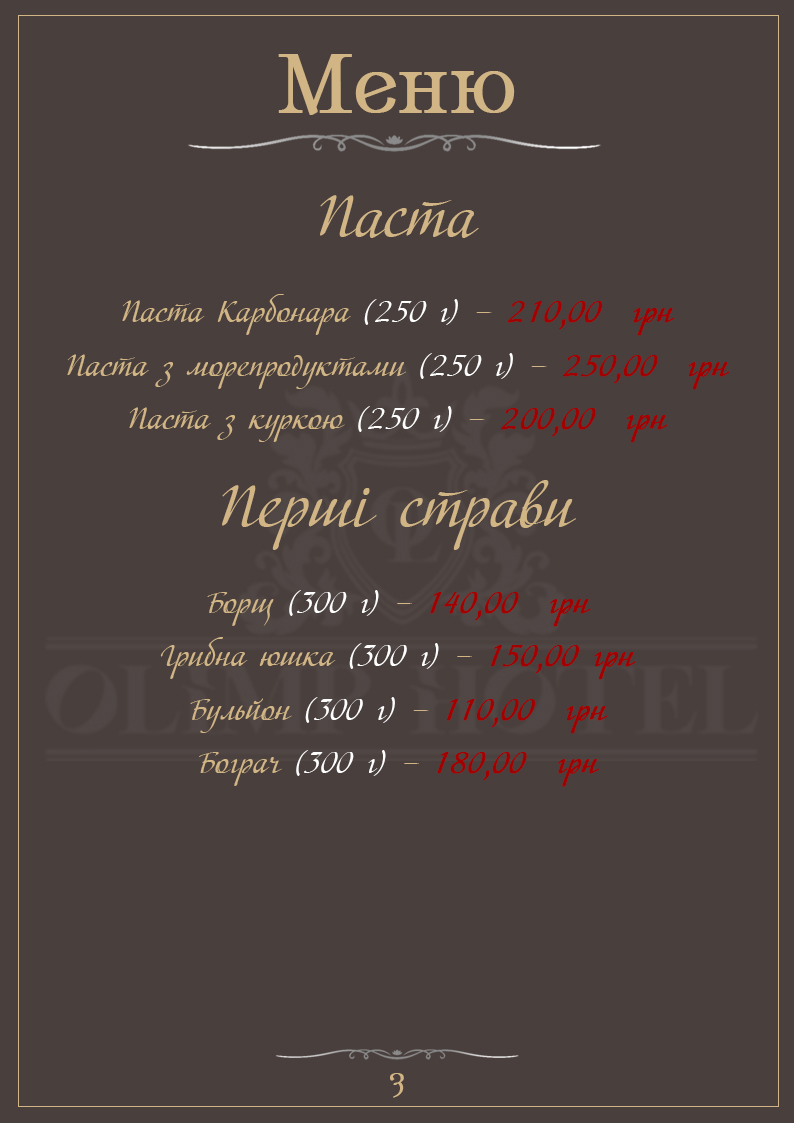 Меню
Паста
Паста Карбонара (250 г) – 210,00 грн
Паста з морепродуктами (250 г) – 250,00 грн
Паста з куркою (250 г) – 200,00 грн
Перші страви
Борщ (300 г) – 140,00 грн
Грибна юшка (300 г) – 150,00 грн
OLIMP HOTEL
Бульйон (300 г) – 110,00 грн
Бограч (300 г) – 180,00 грн
3